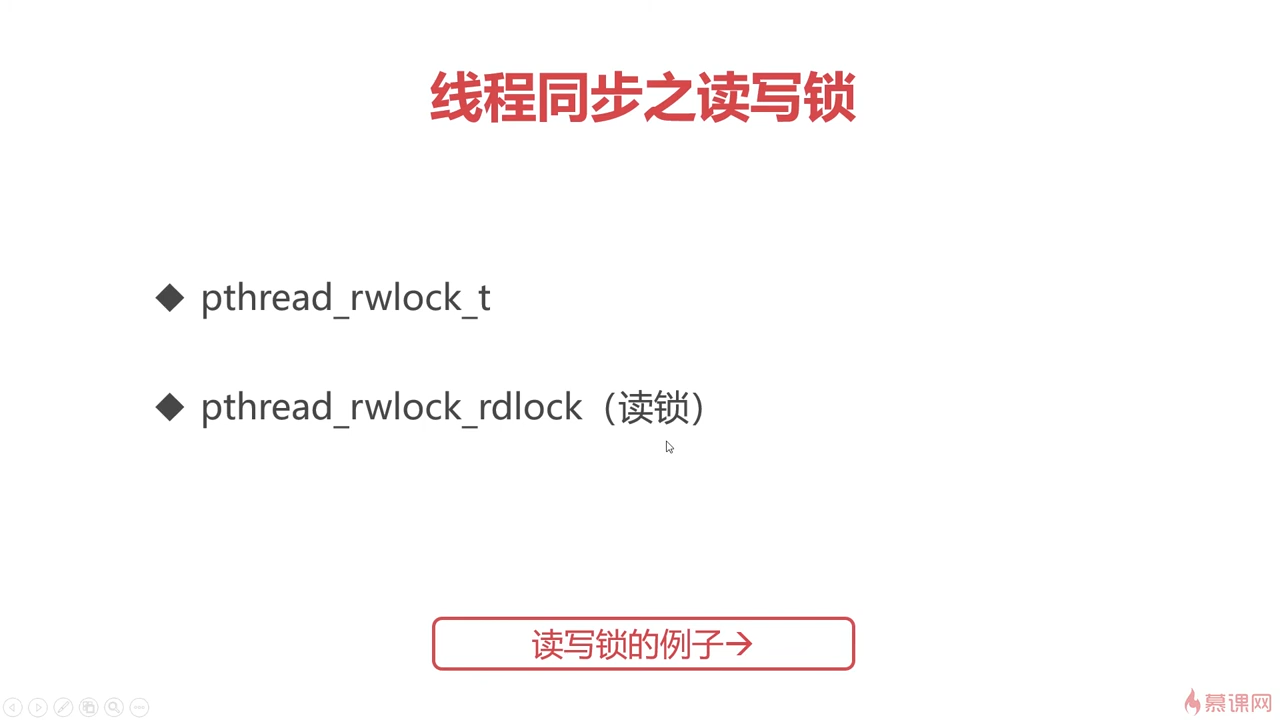 线程同步之读写锁
◆ pthread_rwlock_t
◆ pthread_rwlock_rdlock（读锁）
读写锁的例子→
慕课网